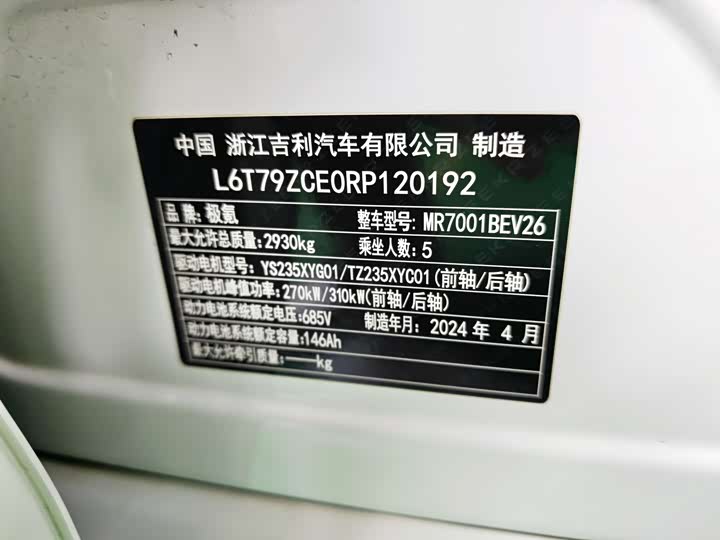 中国 浙江吉利汽车有限公司 制造
L6T79ZCE0RP120192
品牌:极氪 整车型号:MR7001BEV26
最大允许总质量:2930kg 乘坐人数:5
驱动电机型号:YS235XYG01/TZ235XYC01(前轴/后轴)
驱动电机峰值功率:270kW/310kW(前轴/后轴)
动力电池系统额定电压:685V 制造年月:2024年4月
动力电池系统额定容量:146Ah
最大允许牵引质量:——kg